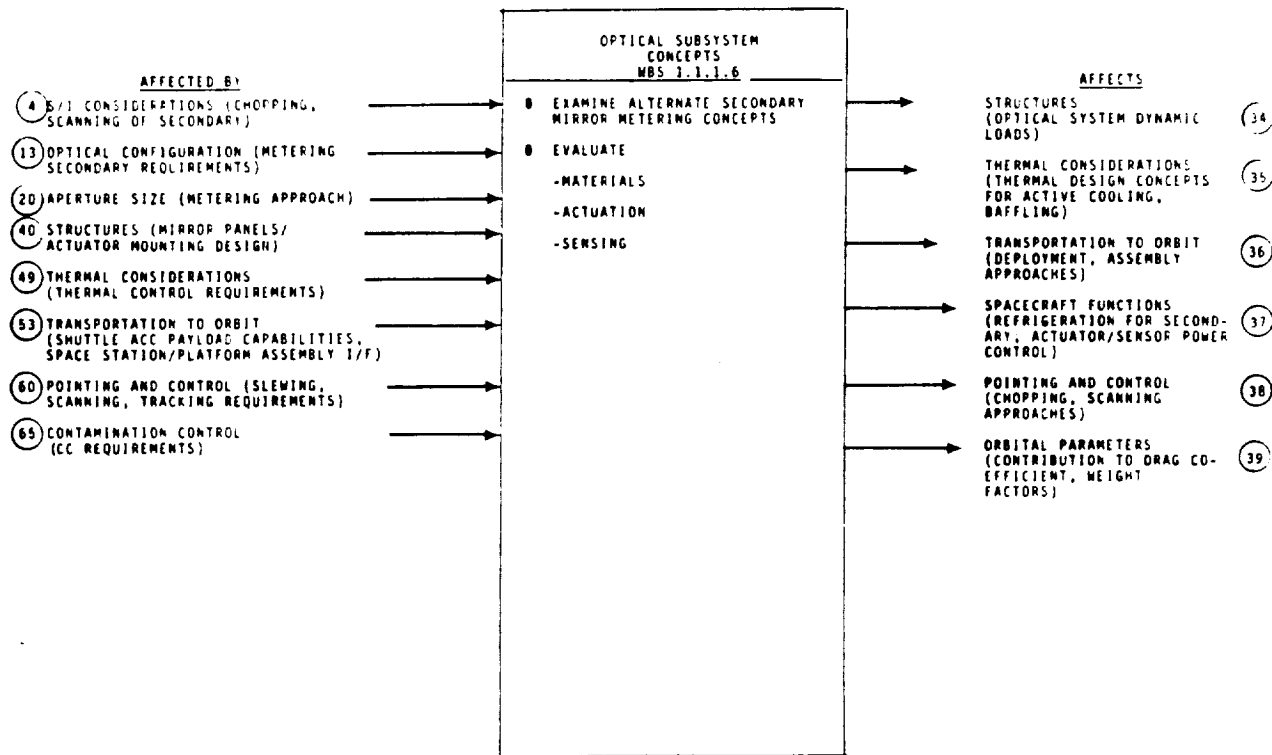 AFFECTED BY
4 S/I CONSIDERATIONS (CHOPPING,
SCANNING OF SECONDARY)
13 OPTICAL CONFIGURATION (METERING
SECONDARY REQUIREMENTS)
20 APERTURE SIZE (METERING APPROACH)
40 STRUCTURES (MIRROR PANELS/
ACTUATOR MOUNTING DESIGN)
49 THERMAL CONSIDERATIONS
(THERMAL CONTROL REQUIREMENTS)
53 TRANSPORTATION TO ORBIT
(SHUTTLE ACC PAYLOAD CAPABILITIES,
SPACE STATION/PLATFORM ASSEMBLY I/F)
60 POINTING AND CONTROL (SLEWING,
SCANNING, TRACKING REQUIREMENTS)
65 CONTAMINATION CONTROL
(CC REQUIREMENTS)
OPTICAL SUBSYSTEM
CONCEPTS
WBS 1.1.1.6
EXAMINE ALTERNATE SECONDARY
MIRROR METERING CONCEPTS
EVALUATE
-MATERIALS
-ACTUATION
-SENSING
AFFECTS
STRUCTURES
(OPTICAL SYSTEM DYNAMIC 34
LOADS)
THERMAL CONSIDERATIONS
(THERMAL DESIGN CONCEPTS 35
FOR ACTIVE COOLING,
BAFFLING)
TRANSPORTATION TO ORBIT
(DEPLOYMENT, ASSEMBLY 36
APPROACHES)
SPACECRAFT FUNCTIONS
(REFRIGERATION FOR SECOND- 37
ARY, ACTUATOR/SENSOR POWER
CONTROL)
POINTING AND CONTROL
(CHOPPING, SCANNING 38
APPROACHES)
ORBITAL PARAMETERS
(CONTRIBUTION TO DRAG CO- 39
EFFICIENT, WEIGHT
FACTORS)